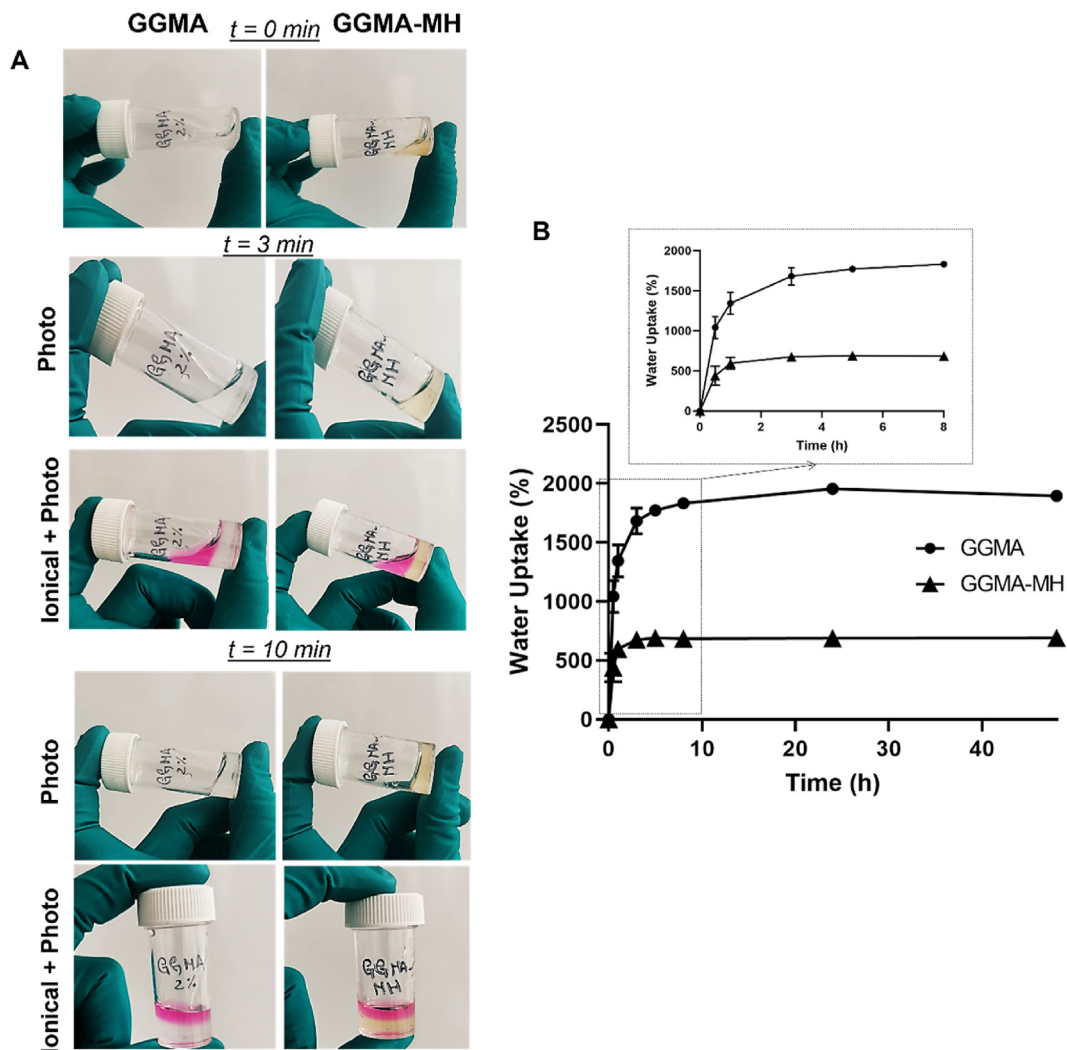 GGMA t = 0 min GGMA-MH
A
GGMA
2%
GGMA-
MH
t = 3 min
Photo
GGMA
2%
GGMA-
MH
Ionical + Photo
GGMA
2%
GGMA-
MH
t = 10 min
Photo
GGMA
2%
GGMA-
MH
Ionical + Photo
GGMA
2%
GGMA-
MH
B
Water Uptake (%)
2000
1500
1000
500
0
0 2 4 6 8
Time (h)
Water Uptake (%)
2500
2000
1500
1000
500
0
GGMA
GGMA-MH
0 10 20 30 40
Time (h)